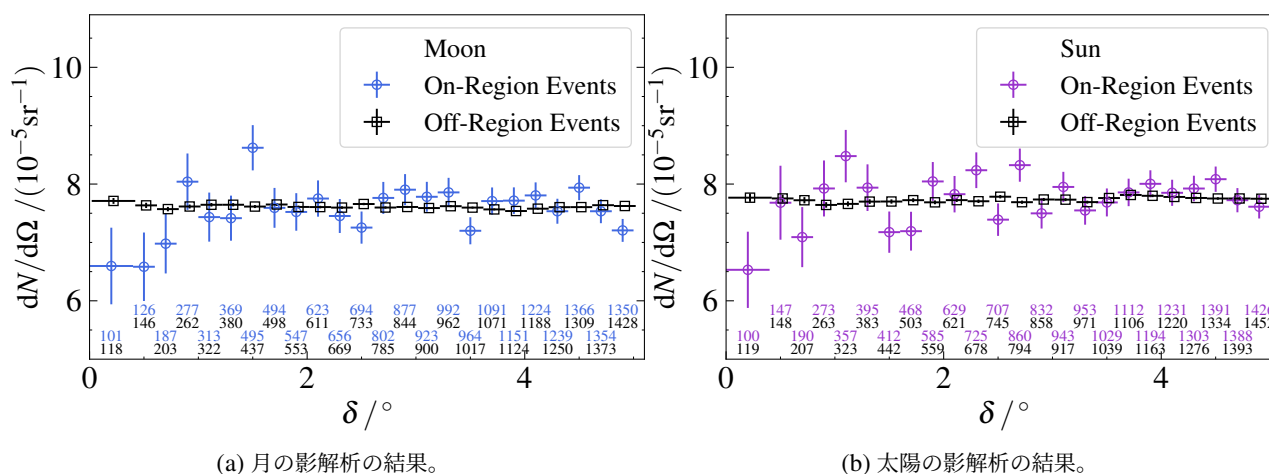 Moon
On-Region Events
Off-Region Events
dN/dΩ /(10⁻⁵sr⁻¹)
10
8
6
126 277 369 494 623 694 877 992 1091 1224 1366 1350
146 262 380 498 611 733 844 962 1071 1188 1309 1428
101 187 313 495 547 656 802 923 964 1151 1239 1354
118 203 322 437 553 669 785 900 1017 1124 1250 1373
0 2 4
δ /°
(a) 月の影解析の結果。
Sun
On-Region Events
Off-Region Events
dN/dΩ /(10⁻⁵sr⁻¹)
10
8
6
147 273 395 468 629 707 832 953 1112 1231 1391 1426
148 263 383 503 621 745 858 971 1106 1220 1334 1452
100 190 357 412 585 725 860 943 1029 1194 1303 1388
119 207 323 442 559 678 794 917 1039 1163 1276 1393
0 2 4
δ /°
(b) 太陽の影解析の結果。